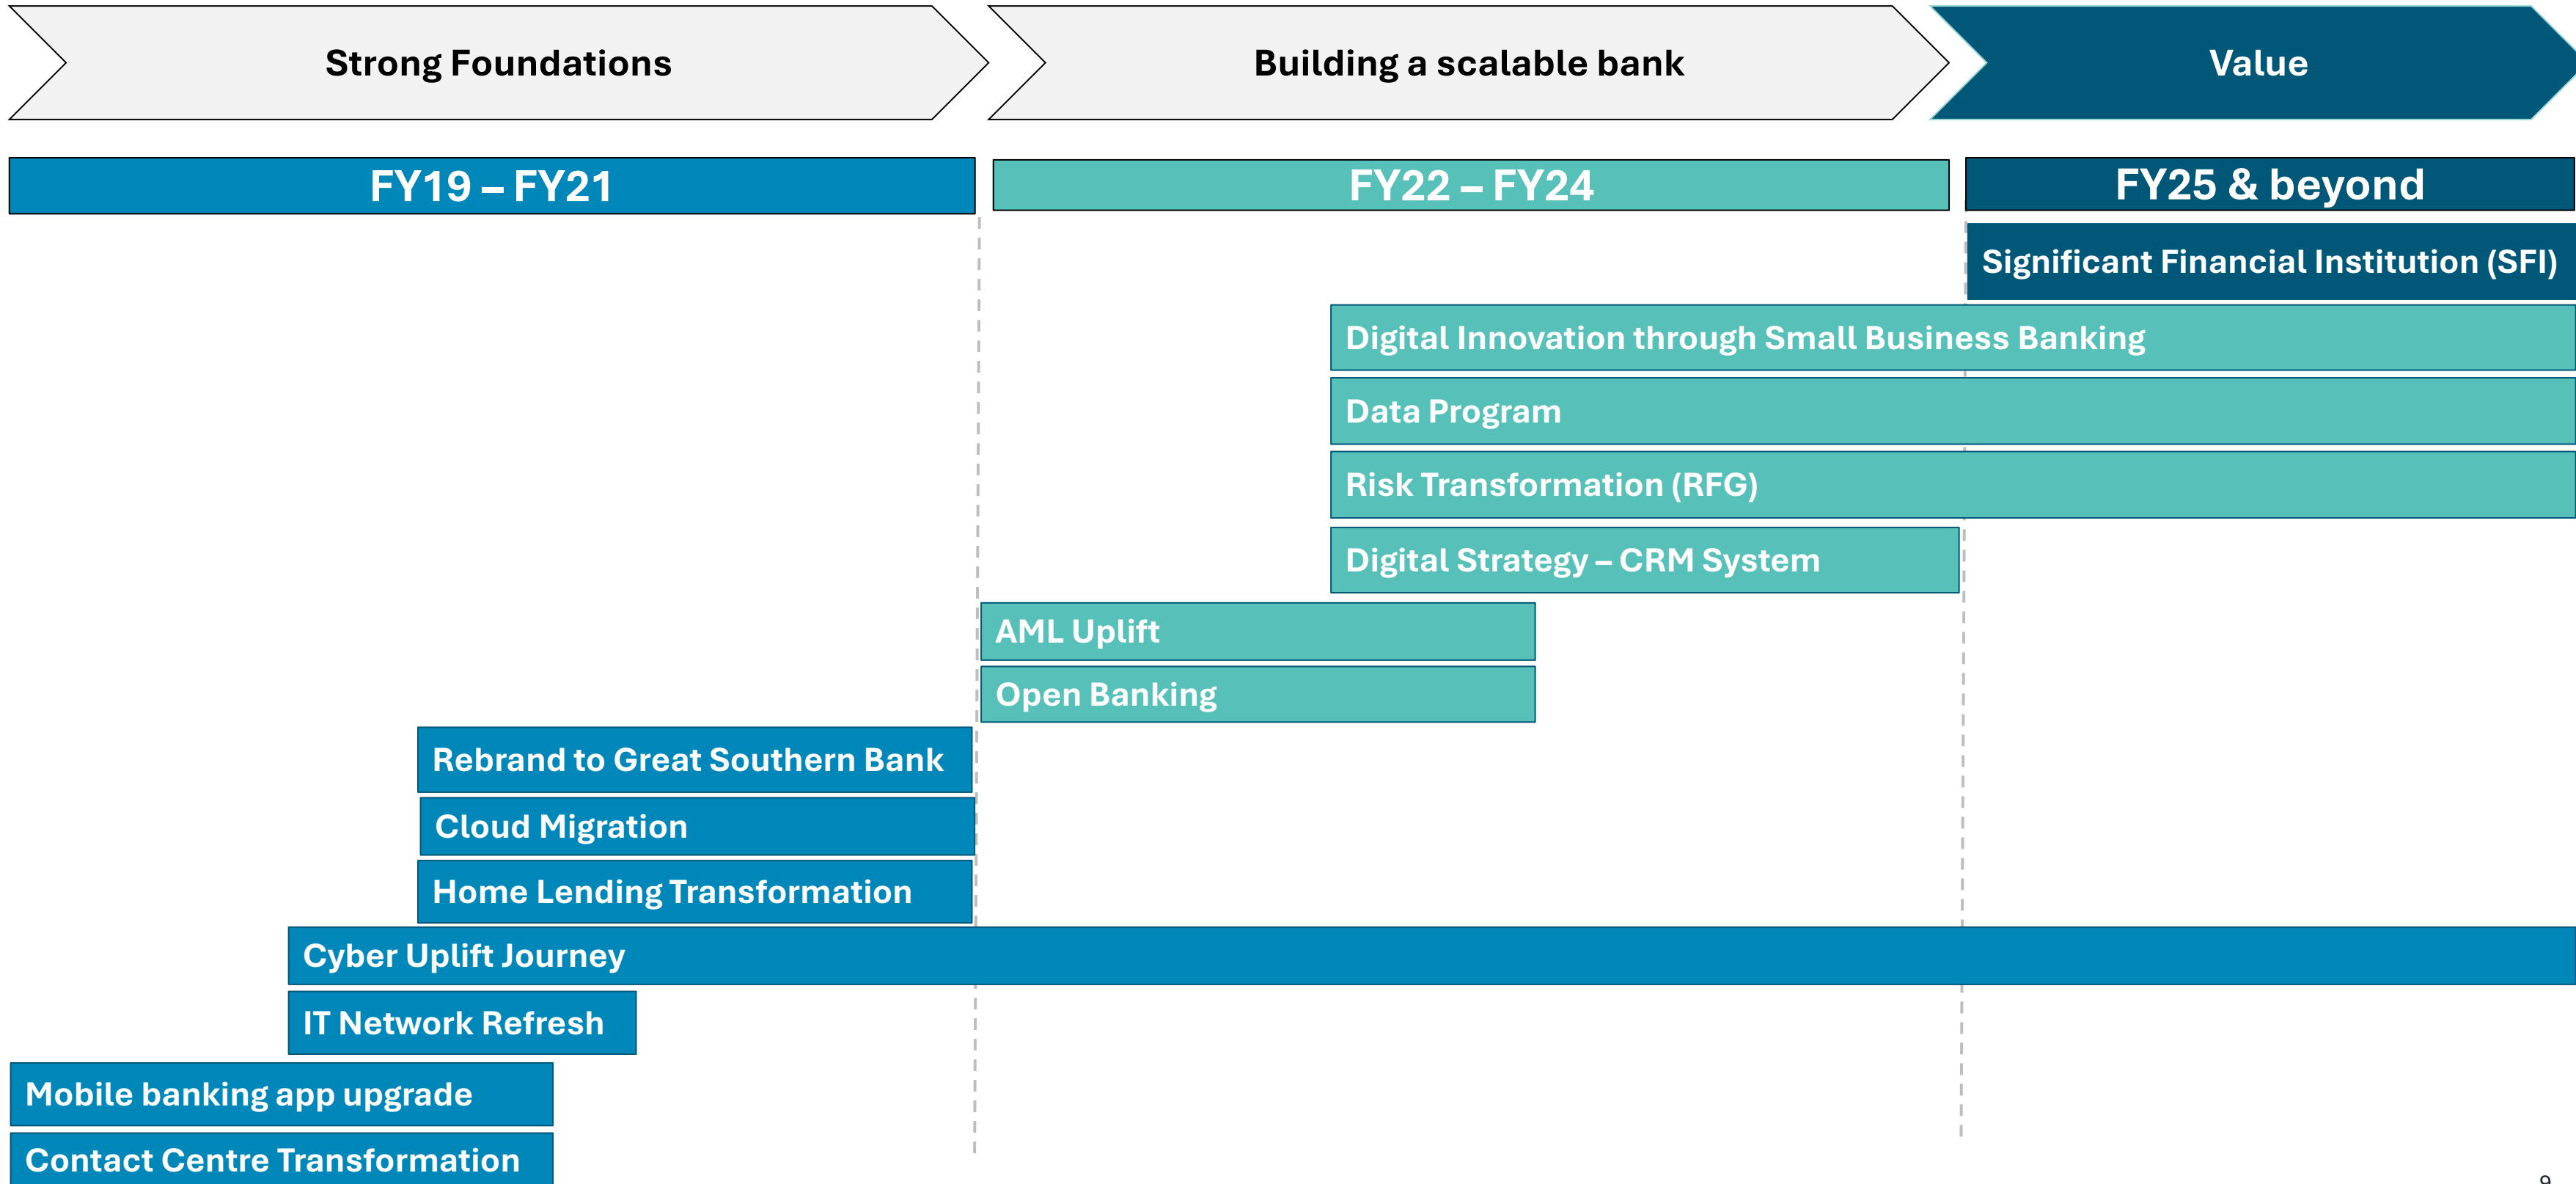 Strong Foundations
Building a scalable bank
Value
FY19 – FY21
FY22 – FY24
FY25 & beyond
Significant Financial Institution (SFI)
Digital Innovation through Small Business Banking
Data Program
Risk Transformation (RFG)
Digital Strategy – CRM System
AML Uplift
Open Banking
Rebrand to Great Southern Bank
Cloud Migration
Home Lending Transformation
Cyber Uplift Journey
IT Network Refresh
Mobile banking app upgrade
Contact Centre Transformation
9